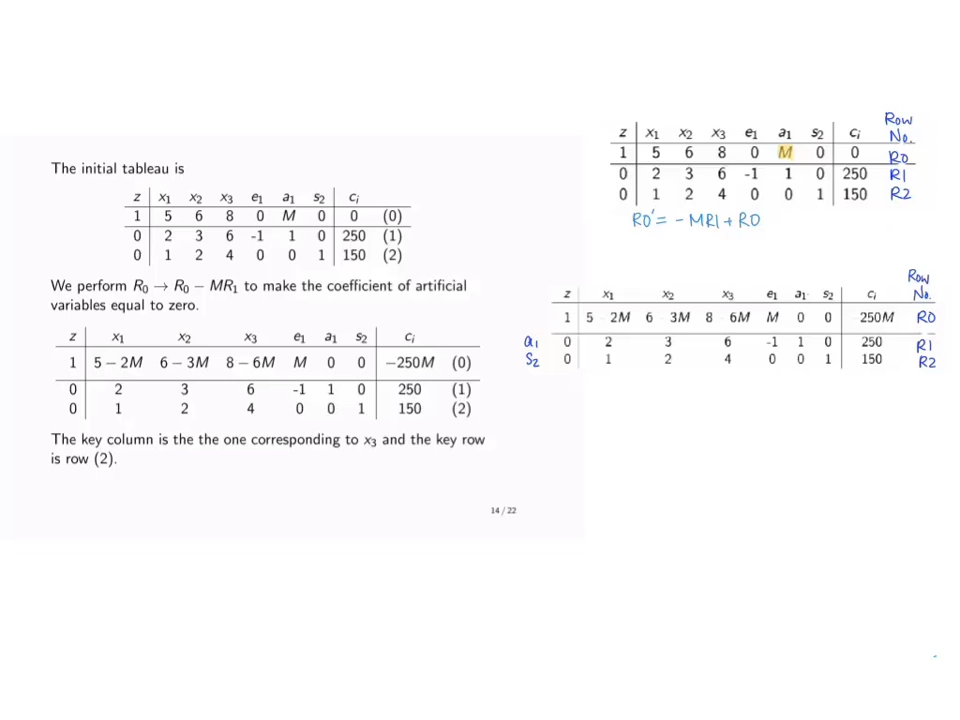 The initial tableau is
z x₁ x₂ x₃ e₁ a₁ s₂ cᵢ
1 5 6 8 0 M 0 0 (0)
0 2 3 6 -1 1 0 250 (1)
0 1 2 4 0 0 1 150 (2)
We perform R₀ → R₀ − MR₁ to make the coefficient of artificial
variables equal to zero.
z x₁ x₂ x₃ e₁ a₁ s₂ cᵢ
1 5 − 2M 6 − 3M 8 − 6M M 0 0 −250M (0)
0 2 3 6 -1 1 0 250 (1)
0 1 2 4 0 0 1 150 (2)
The key column is the the one corresponding to x₃ and the key row
is row (2).
14 / 22
Row
z x₁ x₂ x₃ e₁ a₁ s₂ cᵢ No.
1 5 6 8 0 M 0 0 R0
0 2 3 6 -1 1 0 250 R1
0 1 2 4 0 0 1 150 R2
R0' = - MR1 + R0
Row
z x₁ x₂ x₃ e₁ a₁ s₂ cᵢ No.
1 5 2M 6 3M 8 6M M 0 0 250M R0
a₁ 0 2 3 6 -1 1 0 250 R1
s₂ 0 1 2 4 0 0 1 150 R2